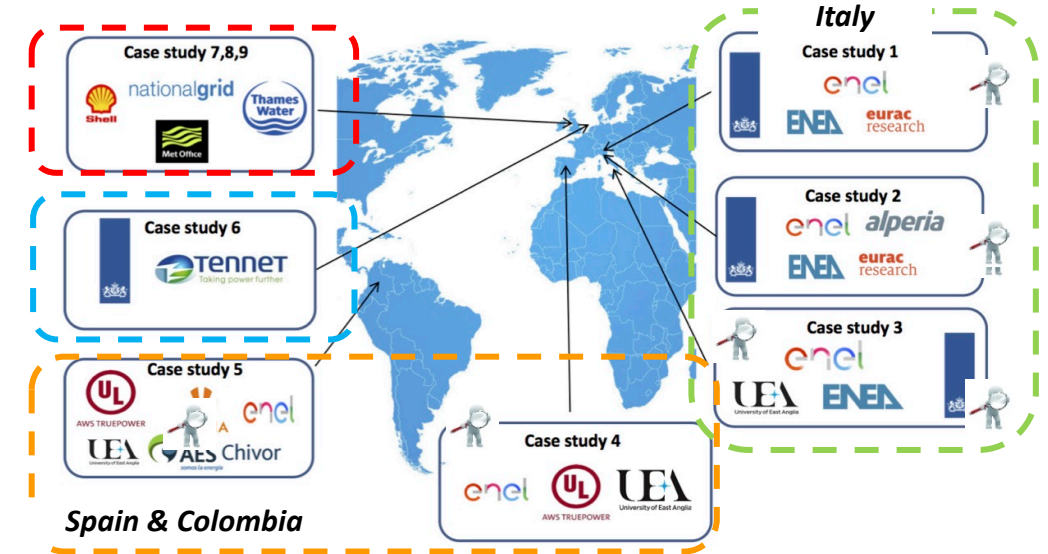 Italy
Case study 7,8,9
Shell
nationalgrid
Thames
Water
Met Office
Case study 1
enel
ENEA
eurac
research
Case study 6
TenneT
Taking power further
Case study 2
enel
alperia
ENEA
eurac
research
Case study 3
enel
UEA
University of East Anglia
ENEA
Case study 5
UL
AWS TRUEPOWER
A
enel
UEA
University of East Anglia
AES Chivor
somos la energía
Case study 4
enel
UL
AWS TRUEPOWER
UEA
University of East Anglia
Spain & Colombia